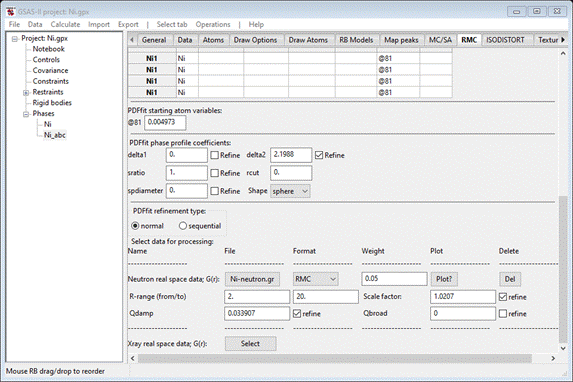 GSAS-II project: Ni.gpx
File Data Calculate Import Export | Select tab Operations | Help
Project: Ni.gpx
Notebook
Controls
Covariance
Constraints
Restraints
Rigid bodies
Phases
Ni
Ni_abc
General Data Atoms Draw Options Draw Atoms RB Models Map peaks MC/SA RMC ISODISTORT Textur
Ni1 Ni @81
Ni1 Ni @81
Ni1 Ni @81
Ni1 Ni @81
PDFfit starting atom variables:
@81 0.004973
PDFfit phase profile coefficients:
delta1 0. Refine delta2 2.1988 Refine
sratio 1. Refine rcut 0.
spdiameter 0. Refine Shape sphere
PDFfit refinement type:
normal sequential
Select data for processing:
Name File Format Weight Plot Delete
Neutron real space data; G(r): Ni-neutron.gr RMC 0.05 Plot? Del
R-range (from/to) 2. 20. Scale factor: 1.0207 refine
Qdamp 0.033907 refine Qbroad 0 refine
Xray real space data; G(r): Select
Mouse RB drag/drop to reorder